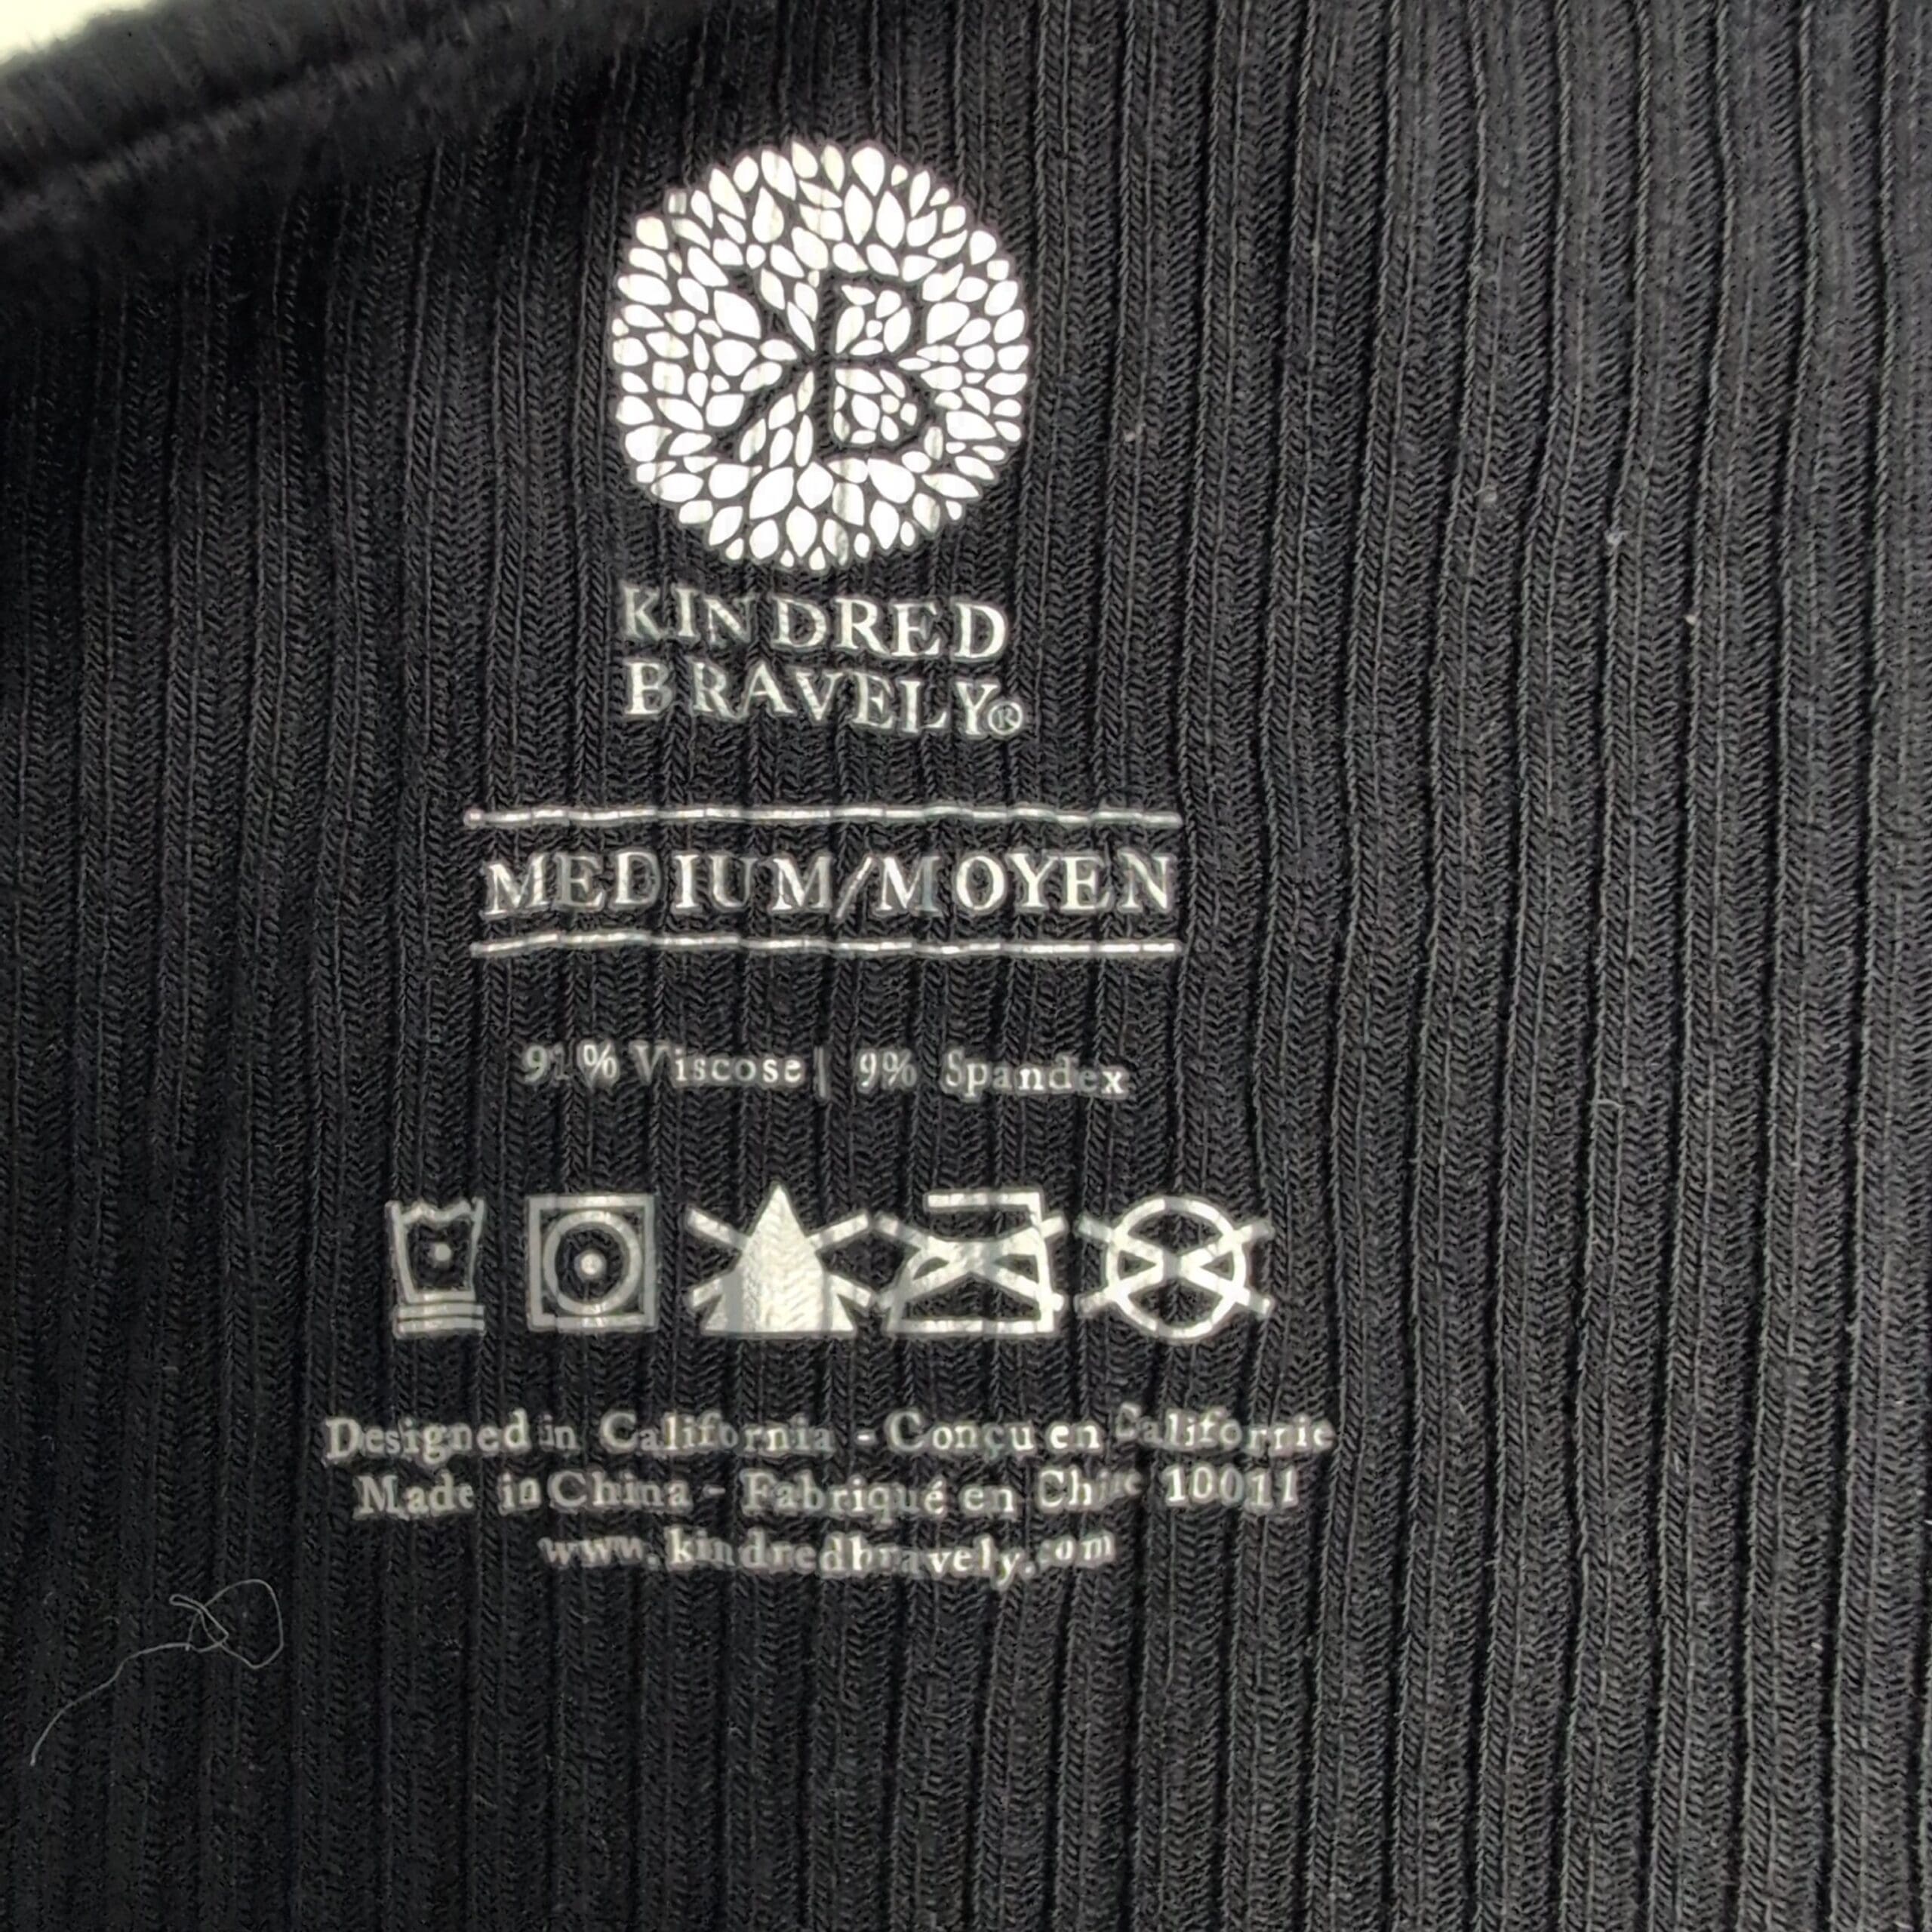 KB
KINDRED
BRAVELY®
MEDIUM/MOYEN
91% Viscose | 9% Spandex
Designed in California - Conçu en Californie
Made in China - Fabriqué en Chine 10011
www.kindredbravely.com